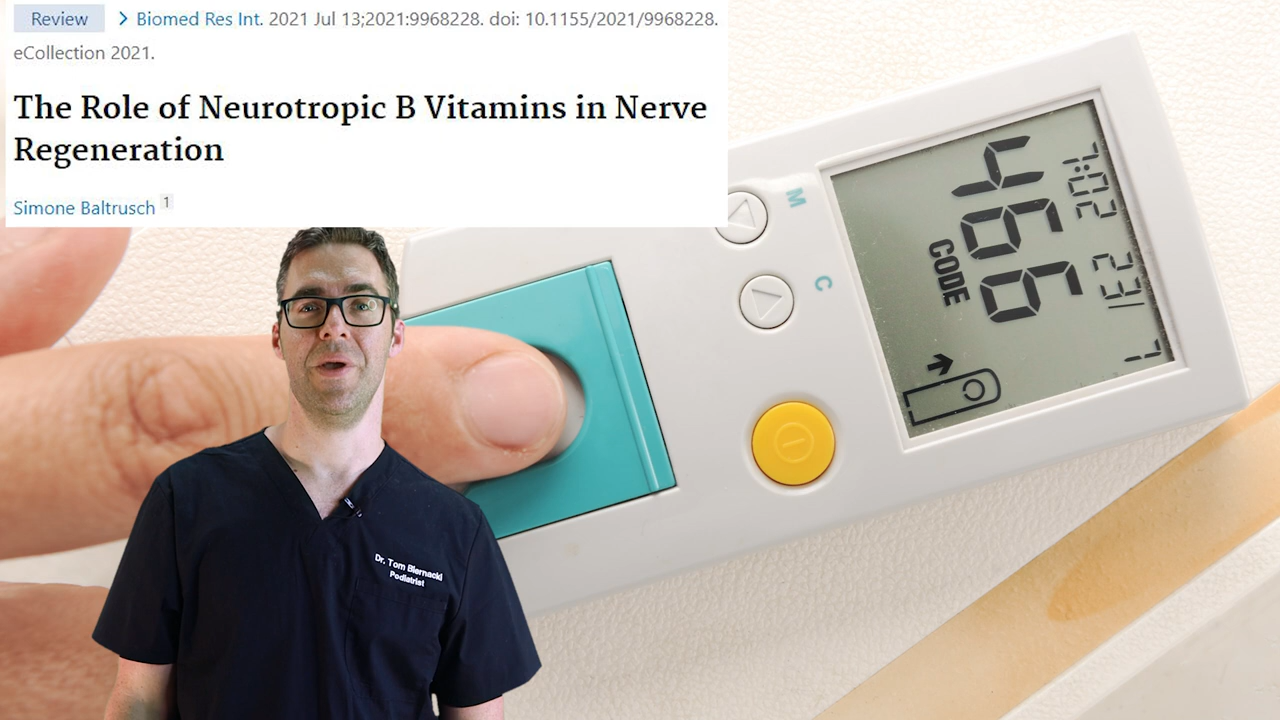 Review > Biomed Res Int. 2021 Jul 13;2021:9968228. doi: 10.1155/2021/9968228.
eCollection 2021.
The Role of Neurotropic B Vitamins in Nerve
Regeneration
Simone Baltrusch 1
M
C
CODE
Dr. Tom Biernacki
Podiatrist